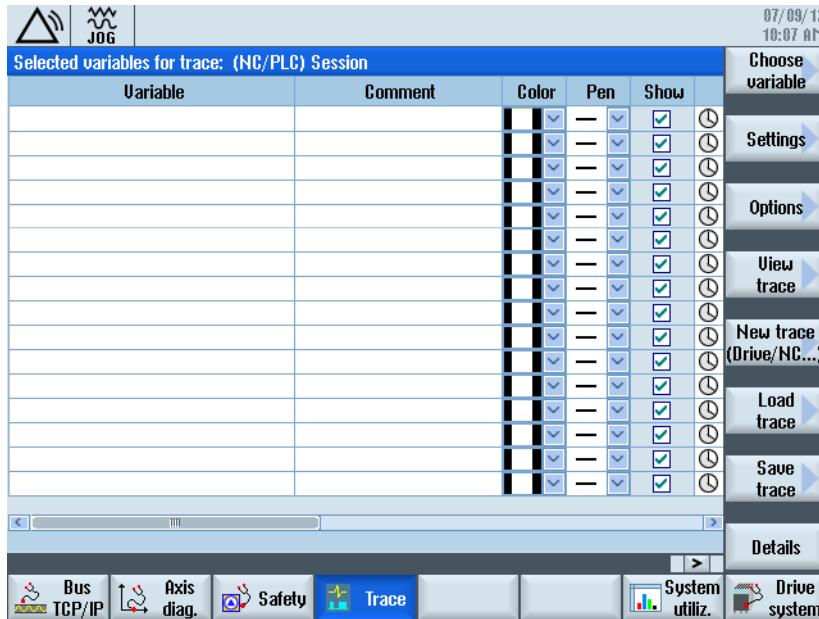 07/09/1
JOG
10:07 AM
Selected variables for trace: (NC/PLC) Session
Variable Comment Color Pen Show
Choose
variable
Settings
Options
View
trace
New trace
(Drive/NC...)
Load
trace
Save
trace
Details
>
Bus
TCP/IP
Axis
diag.
Safety
Trace
System
utiliz.
Drive
system